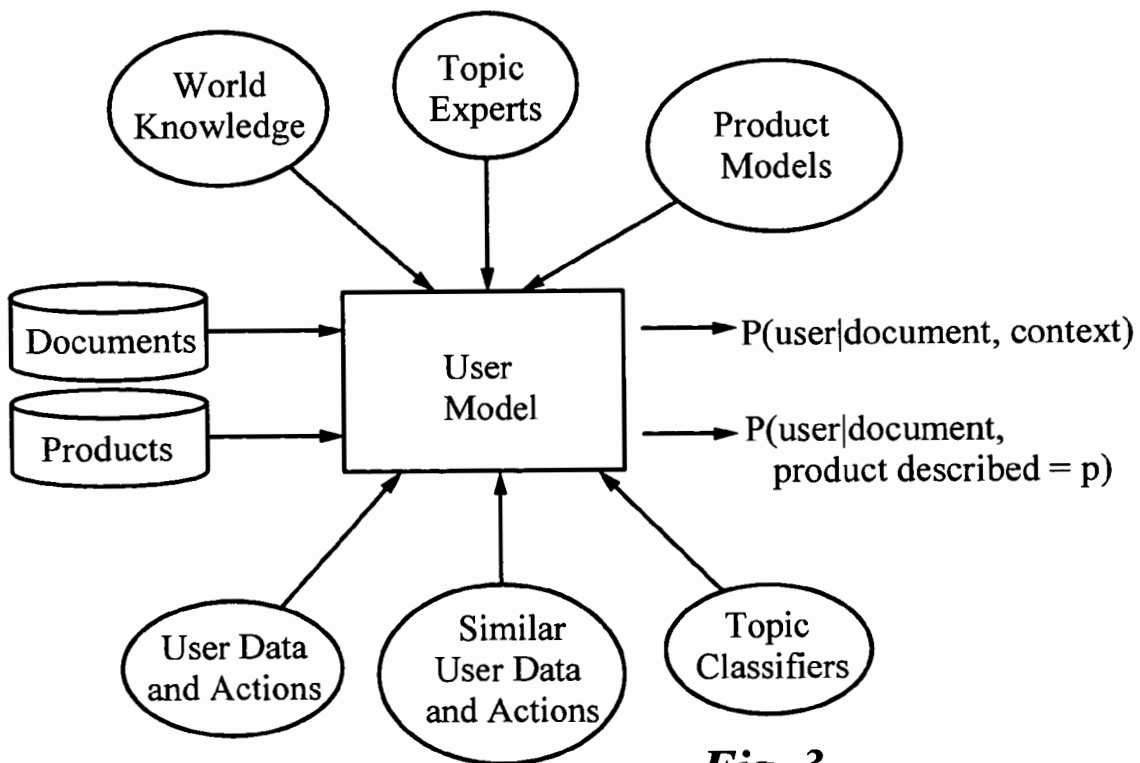 World
Knowledge
Topic
Experts
Product
Models
Documents
Products
User
Model
P(user|document, context)
P(user|document,
product described = p)
User Data
and Actions
Similar
User Data
and Actions
Topic
Classifiers
Fig. 3